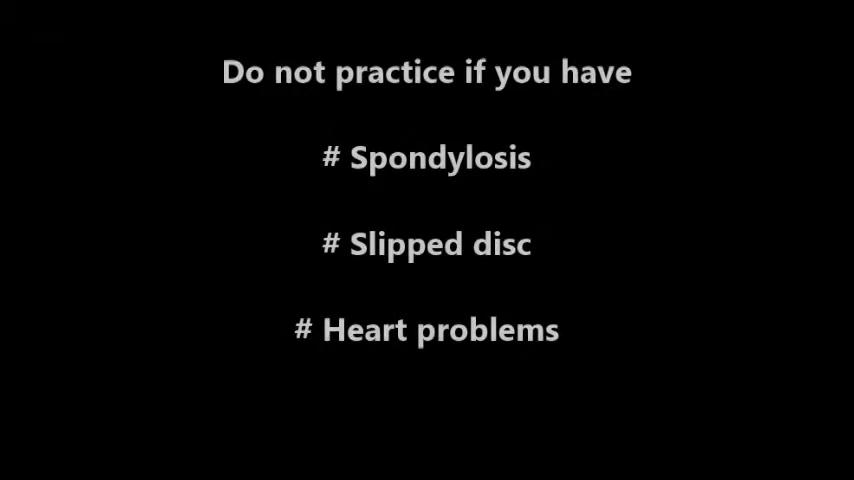 Do not practice if you have
# Spondylosis
# Slipped disc
# Heart problems